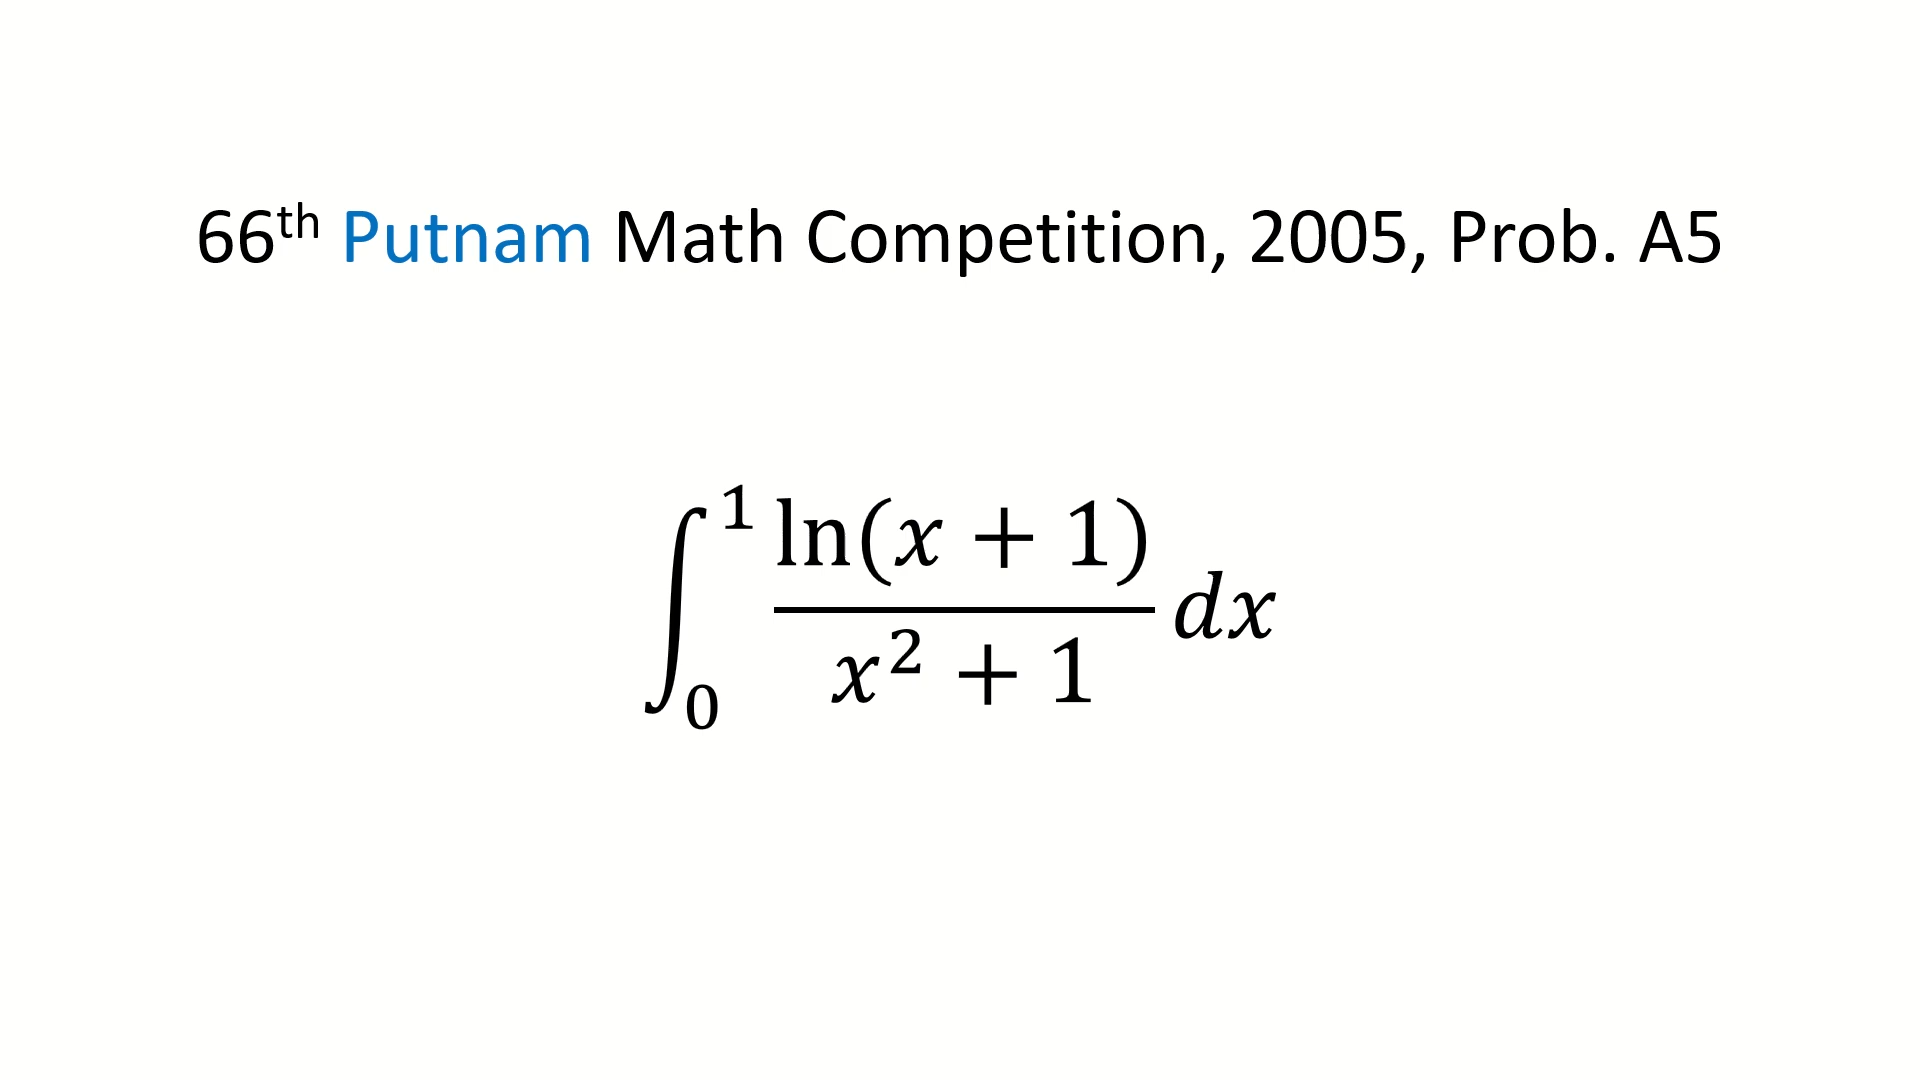 66th Putnam Math Competition, 2005, Prob. A5
∫₀¹ ln(x + 1) / (x² + 1) dx